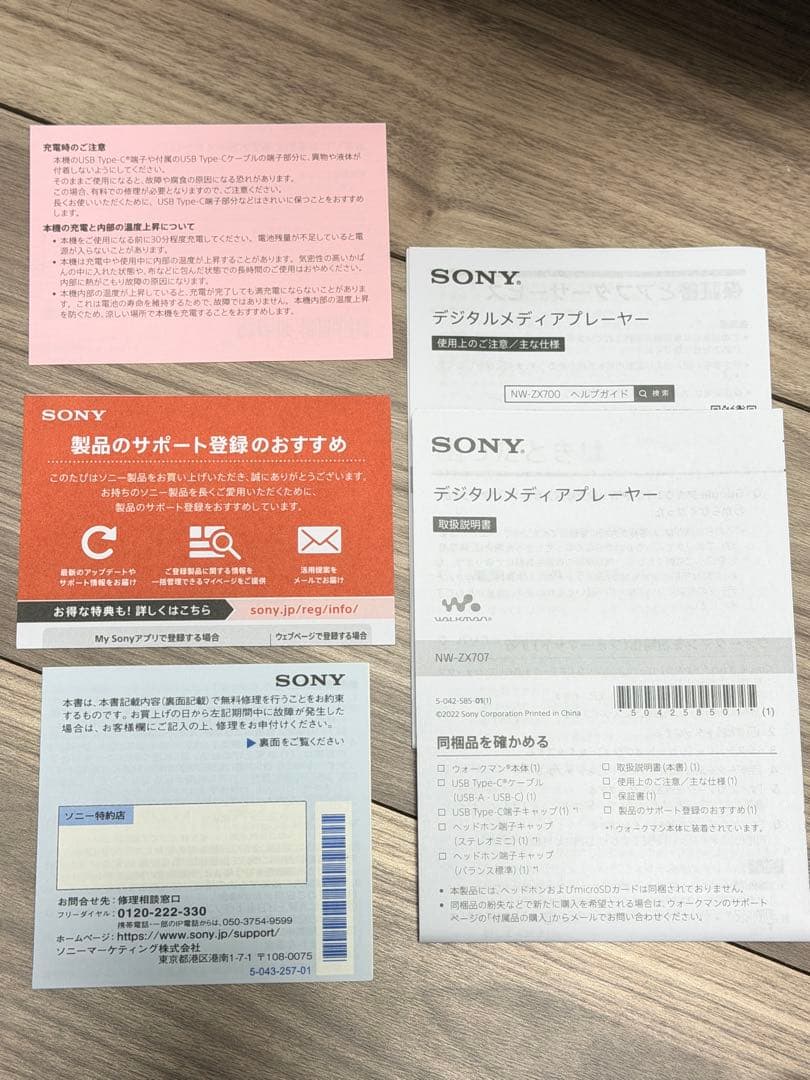 充電時のご注意
本機のUSB Type-C®端子や付属のUSB Type-Cケーブルの端子部分に、異物や液体が
付着しないようにしてください。
そのままご使用になると、故障や腐食の原因になる恐れがあります。
この場合、有料での修理が必要となりますので、ご注意ください。
長くお使いただくために、USB Type-C端子部分などはきれいに保つことをおすすめ
します。
本機の充電と内部の温度上昇について
• 本機をご使用になる前に30分程度充電してください。電池残量が不足していると電
源が入らないことがあります。
• 本機は充電中や使用中に内部の温度が上昇することがあります。気密性の高いかば
んの中に入れた状態や、布などに包んだ状態での長時間のご使用はおやめください。
内部に熱がこもり故障の原因になります。
• 本機内部の温度が上昇していると、充電が完了しても満充電にならないことがありま
す。これは電池の寿命を維持するためで、故障ではありません。本機内部の温度上昇
を防ぐため、涼しい場所で本機を充電することをおすすめします。
SONY
製品のサポート登録のおすすめ
このたびはソニー製品をお買い上げいただき、誠にありがとうございます。
お持ちのソニー製品を長くご愛用いただくために、
製品のサポート登録をおすすめしています。
最新のアップデートや
サポート情報をお届け
ご登録製品に関する情報を
一括管理できるマイページをご提供
活用提案を
メールでお届け
お得な特典も! 詳しくはこちら
sony.jp/reg/info/
My Sonyアプリで登録する場合
ウェブページで登録する場合
SONY
本書は、本書記載内容(裏面記載)で無料修理を行うことをお約束
するものです。お買上げの日から左記期間中に故障が発生した
場合は、お客様欄にご記入の上、修理をお申付けください。
▶ 裏面をご覧ください
ソニー特約店
お問合せ先:修理相談窓口
フリーダイヤル:0120-222-330
携帯電話・一部のIP電話からは、050-3754-9599
ホームページ:https://www.sony.jp/support/
ソニーマーケティング株式会社
東京都港区港南1-7-1 〒108-0075
5-043-257-01
SONY®
デジタルメディアプレーヤー
使用上のご注意/主な仕様
NW-ZX700 ヘルプガイド 検索
SONY®
デジタルメディアプレーヤー
取扱説明書
WALKMAN®
NW-ZX707
5-042-585-01(1)
©2022 Sony Corporation Printed in China
*504258501* (1)
同梱品を確かめる
□ ウォークマン®本体(1)
□ USB Type-C®ケーブル
(USB-A - USB-C) (1)
□ USB Type-C端子キャップ(1) *¹
□ ヘッドホン端子キャップ
(ステレオミニ) (1) *¹
□ ヘッドホン端子キャップ
(バランス標準) (1) *¹
□ 取扱説明書(本書) (1)
□ 使用上のご注意/主な仕様(1)
□ 保証書(1)
□ 製品のサポート登録のおすすめ(1)
*¹ ウォークマン本体に装着されています。
• 本製品には、ヘッドホンおよびmicroSDカードは同梱されておりません。
• 同梱品の紛失などで新たに購入を希望される場合は、ウォークマンのサポート
ページの「付属品の購入」からメールでお問い合わせください。